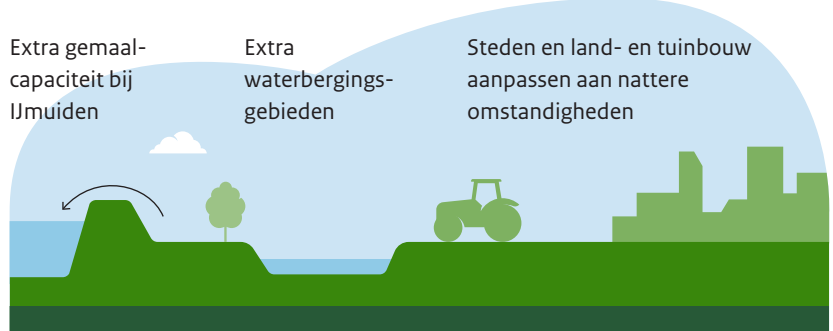 Extra gemaal-
capaciteit bij
IJmuiden
Extra
waterbergings-
gebieden
Steden en land- en tuinbouw
aanpassen aan nattere
omstandigheden